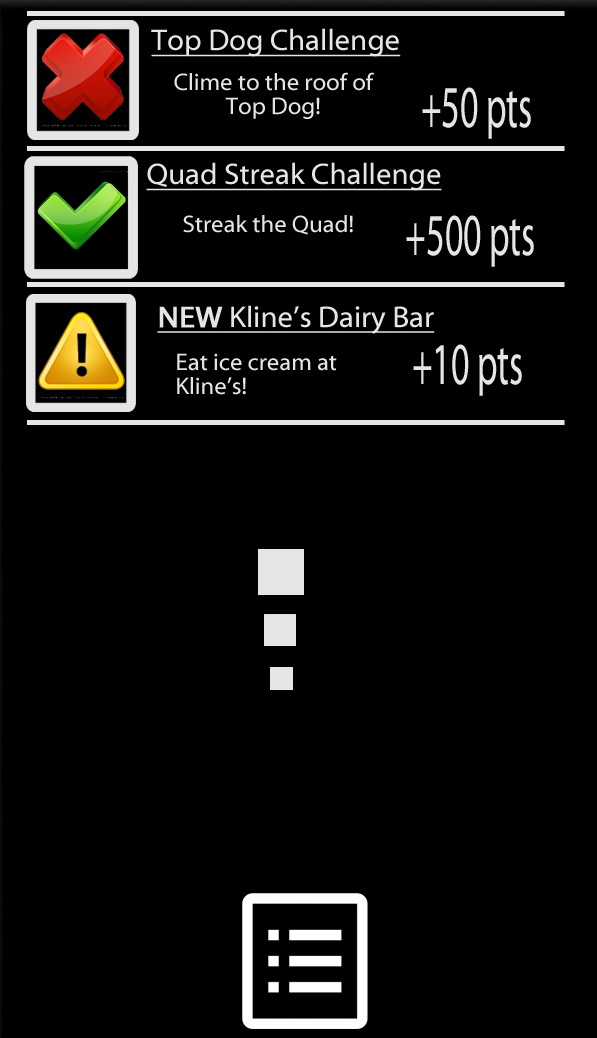 Top Dog Challenge
Clime to the roof of
Top Dog!
+50 pts
Quad Streak Challenge
Streak the Quad!
+500 pts
NEW Kline's Dairy Bar
Eat ice cream at
Kline's!
+10 pts